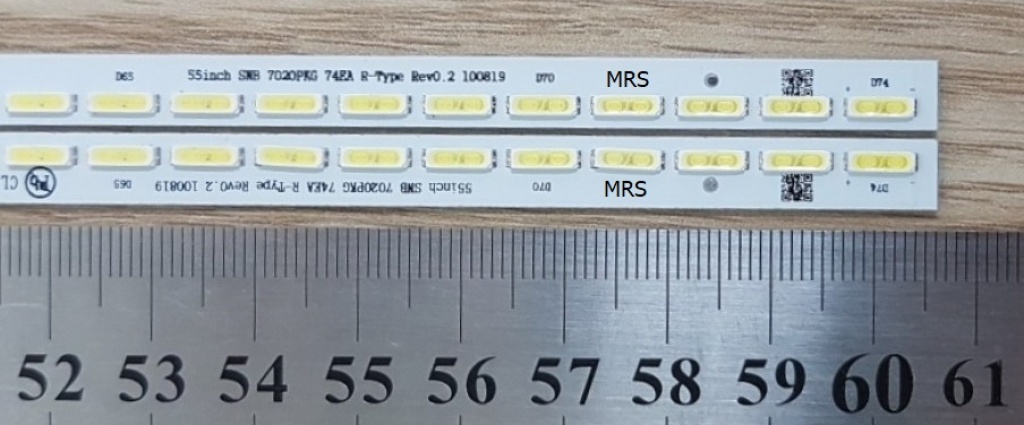 D65 55inch SNB 7020PKG 74EA R-Type Rev0.2 100819 D70 MRS D74
CL D65 55inch SNB 7020PKG 74EA R-Type Rev0.2 100819 D70 MRS D74
52 53 54 55 56 57 58 59 60 61